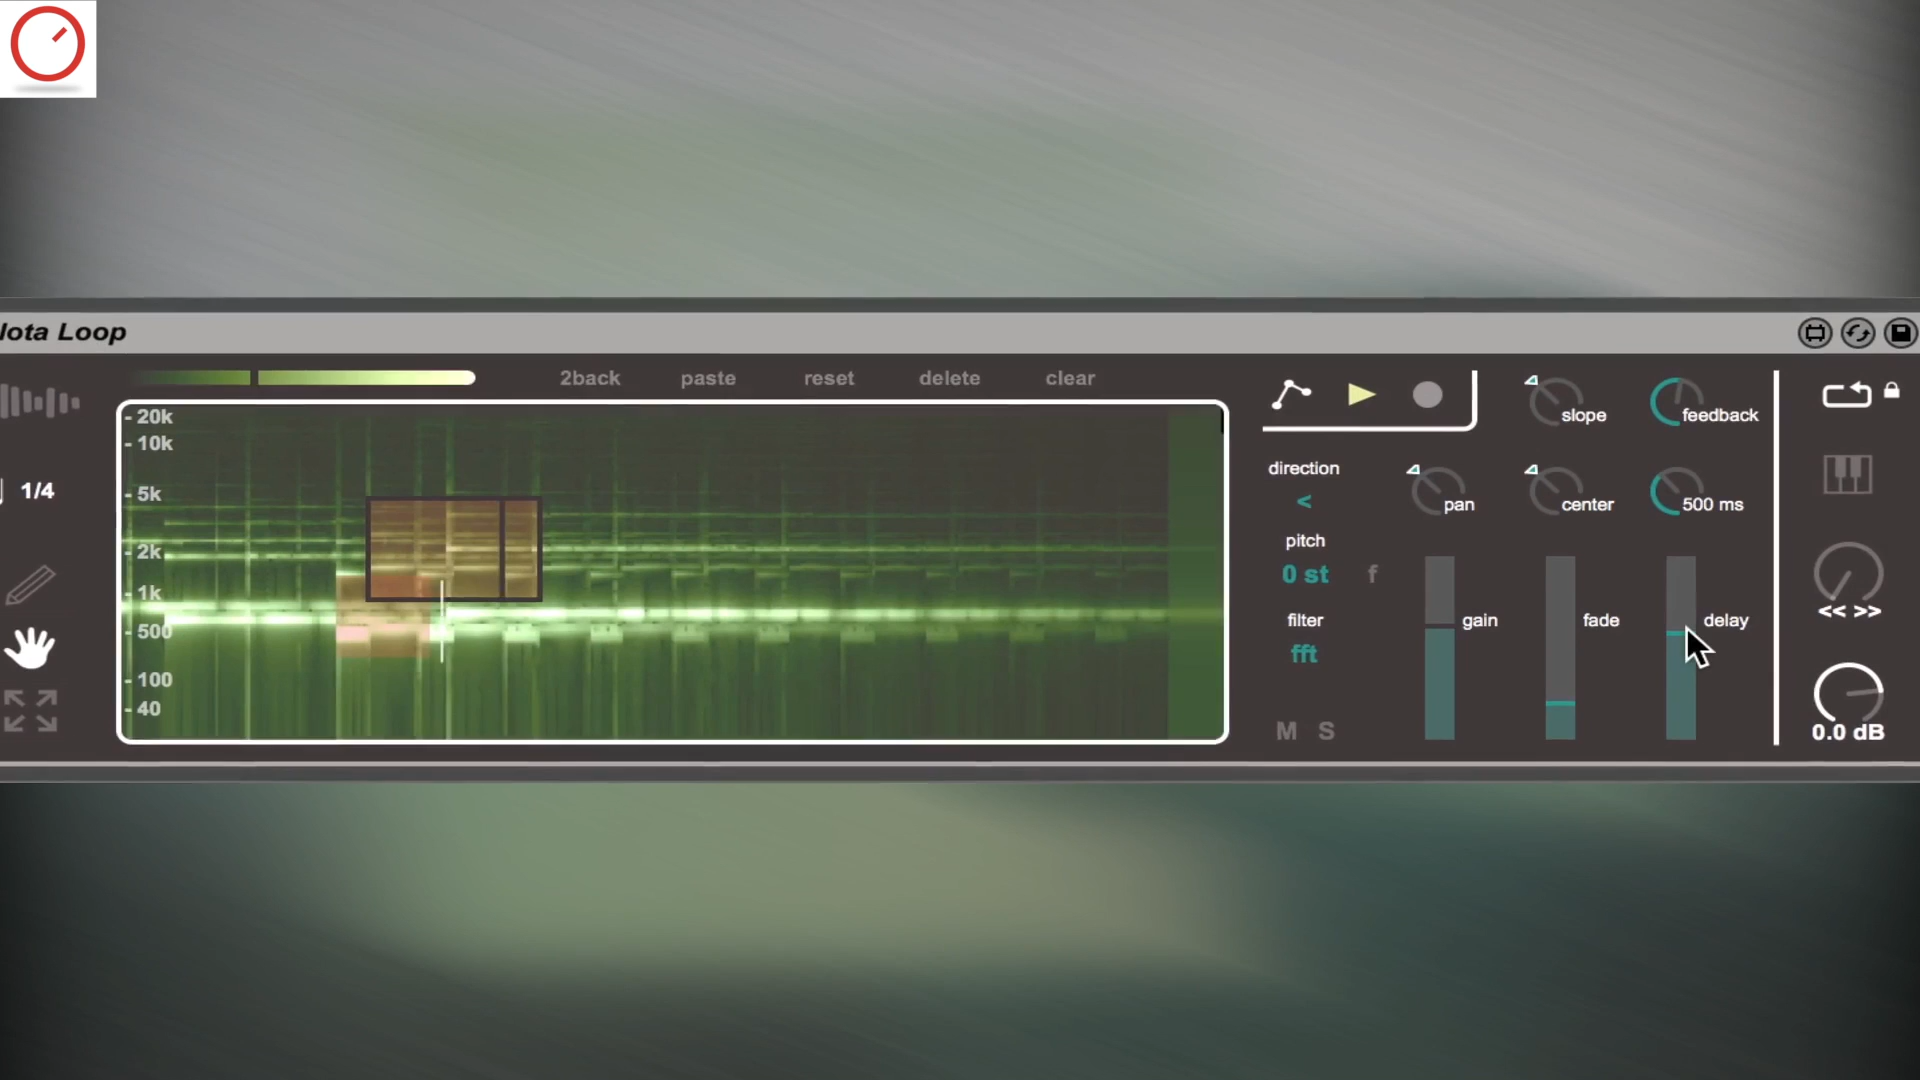 Iota Loop
2back paste reset delete clear
- 20k
- 10k
- 5k
- 2k
- 1k
500
- 100
- 40
1/4
slope
feedback
direction
<
pan
center
500 ms
pitch
0 st f
filter
fft
gain
fade
delay
M S
<< >>
0.0 dB